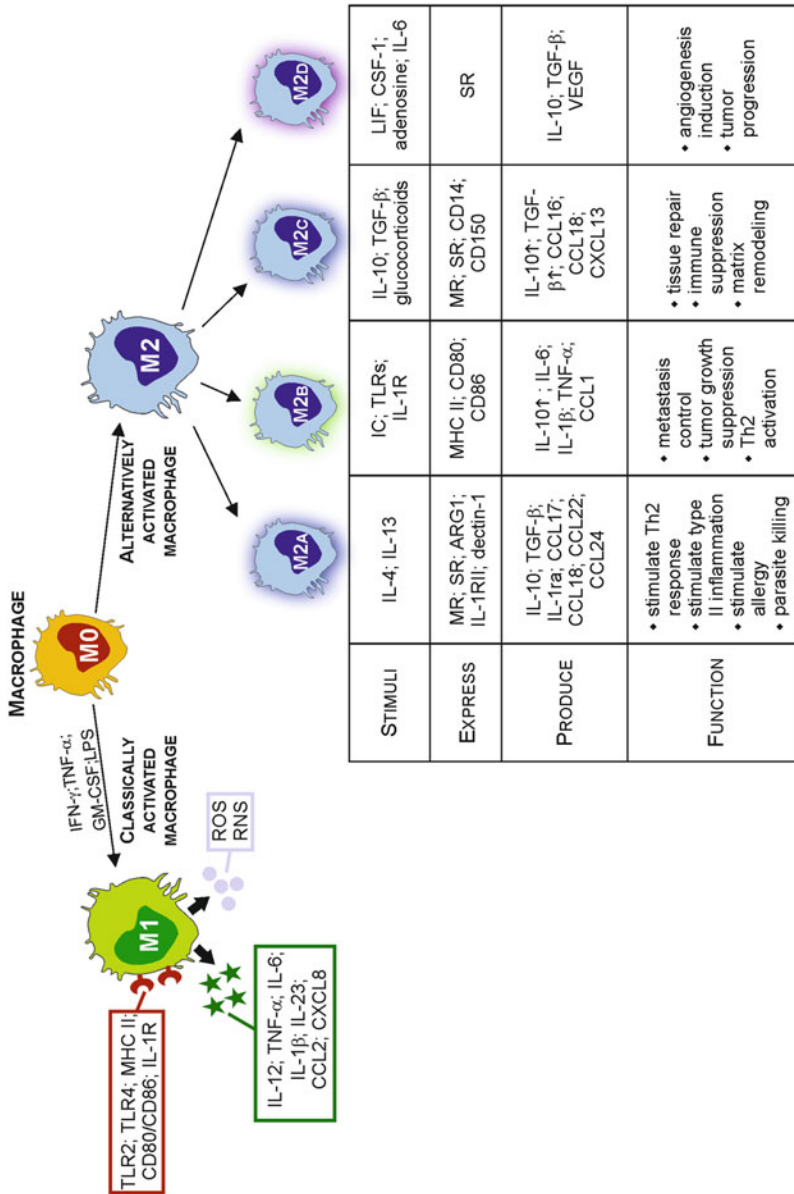 MACROPHAGE
M0
IFN-γ;TNF-α;
GM-CSF;LPS
CLASSICALLY
ACTIVATED
MACROPHAGE
ALTERNATIVELY
ACTIVATED
MACROPHAGE
M1
M2
TLR2; TLR4; MHC II;
CD80/CD86; IL-1R
ROS
RNS
IL-12; TNF-α; IL-6;
IL-1β; IL-23;
CCL2; CXCL8
M2A
M2B
M2C
M2D
STIMULI
IL-4; IL-13
IC; TLRs;
IL-1R
IL-10; TGF-β;
glucocorticoids
LIF; CSF-1;
adenosine; IL-6
EXPRESS
MR; SR; ARG1;
IL-1RII; dectin-1
MHC II; CD80;
CD86
MR; SR; CD14;
CD150
SR
PRODUCE
IL-10; TGF-β;
IL-1ra; CCL17;
CCL18; CCL22;
CCL24
IL-10↑; IL-6;
IL-1β; TNF-α;
CCL1
IL-10↑; TGF-
β↑; CCL16;
CCL18;
CXCL13
IL-10; TGF-β;
VEGF
FUNCTION
• stimulate Th2
response
• stimulate type
II inflammation
• stimulate
allergy
• parasite killing
• metastasis
control
• tumor growth
suppression
• Th2
activation
• tissue repair
• immune
suppression
• matrix
remodeling
• angiogenesis
induction
• tumor
progression